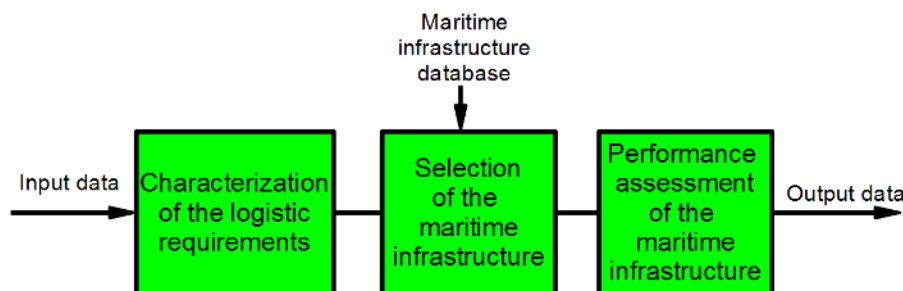 Maritime
infrastructure
database
Input data
Characterization
of the logistic
requirements
Selection
of the
maritime
infrastructure
Performance
assessment
of the
maritime
infrastructure
Output data